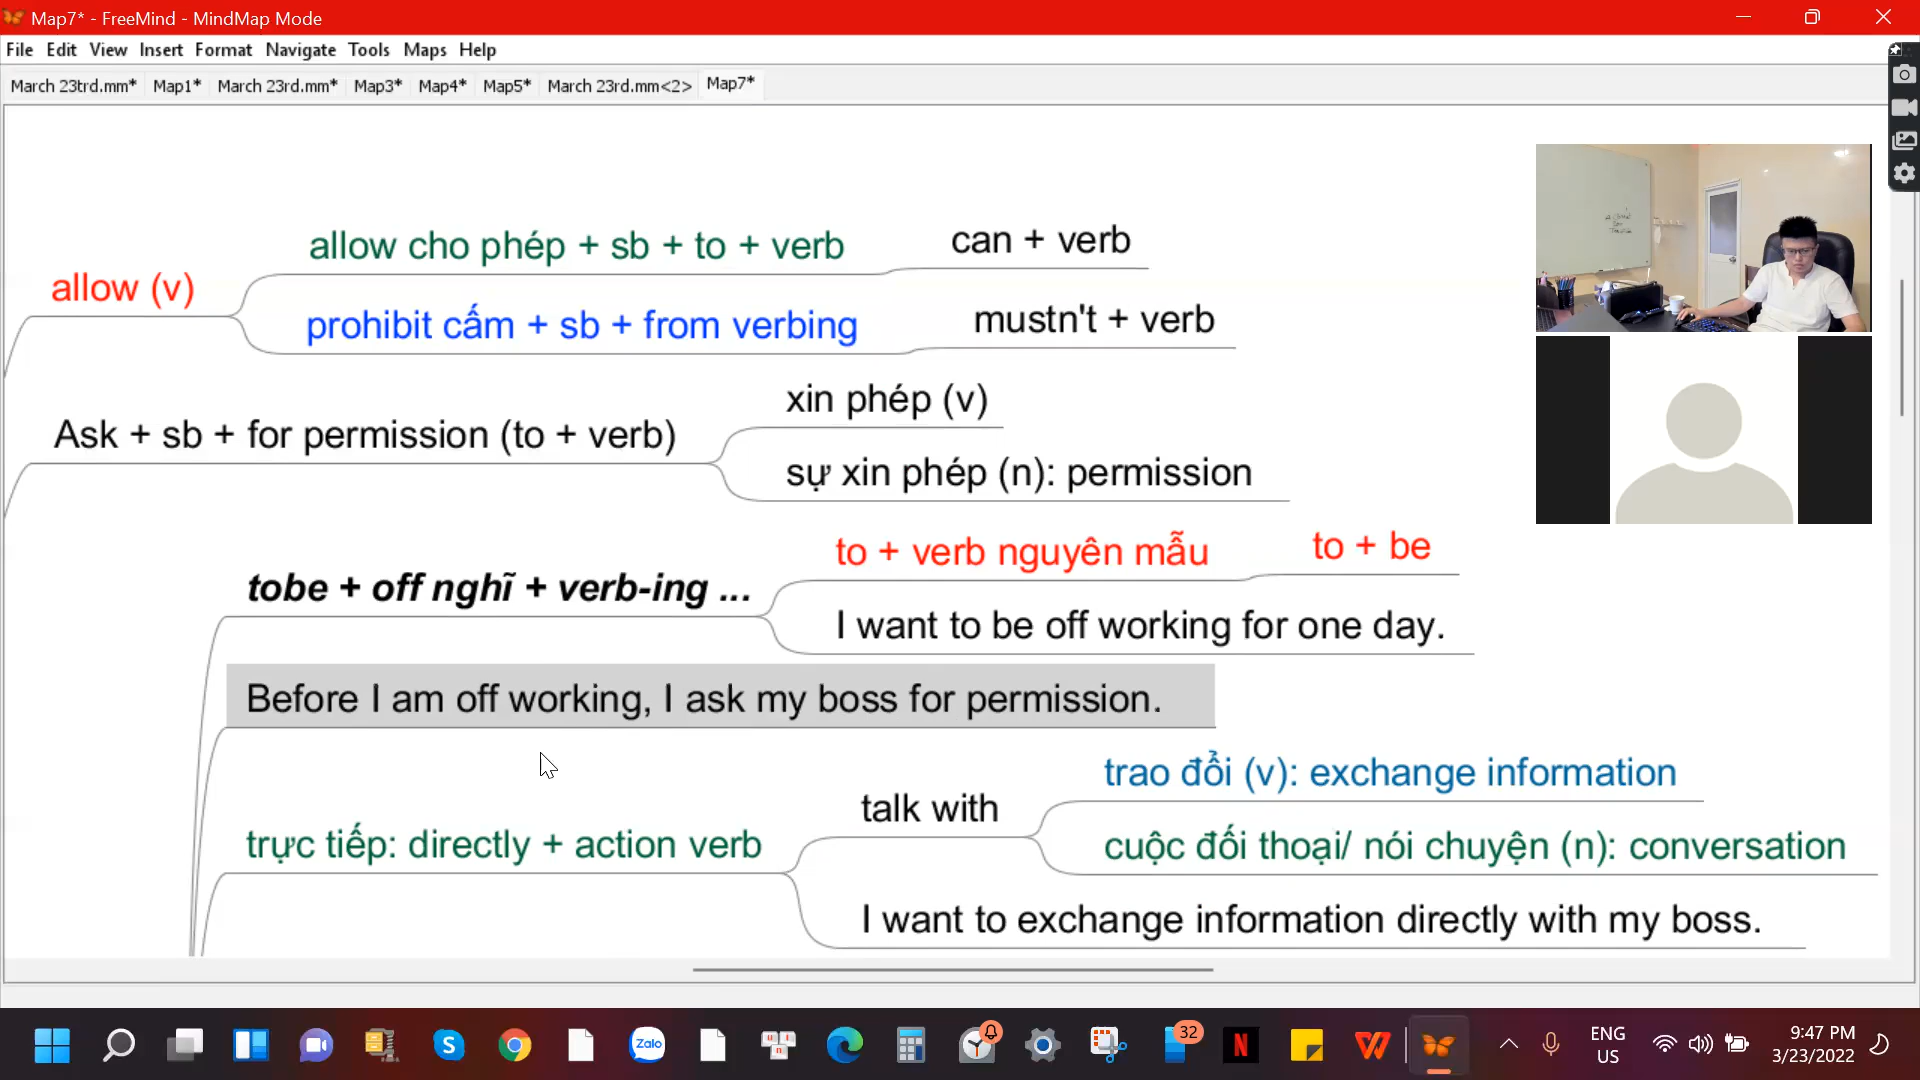 Map7* - FreeMind - MindMap Mode
File Edit View Insert Format Navigate Tools Maps Help
March 23trd.mm* Map1* March 23rd.mm* Map3* Map4* Map5* March 23rd.mm<2> Map7*
allow (v)
allow cho phép + sb + to + verb
can + verb
prohibit cấm + sb + from verbing
mustn't + verb
Ask + sb + for permission (to + verb)
xin phép (v)
sự xin phép (n): permission
tobe + off nghĩ + verb-ing ...
to + verb nguyên mẫu
to + be
I want to be off working for one day.
Before I am off working, I ask my boss for permission.
trực tiếp: directly + action verb
talk with
trao đổi (v): exchange information
cuộc đối thoại/ nói chuyện (n): conversation
I want to exchange information directly with my boss.
Zalo
32
ENG
US
9:47 PM
3/23/2022